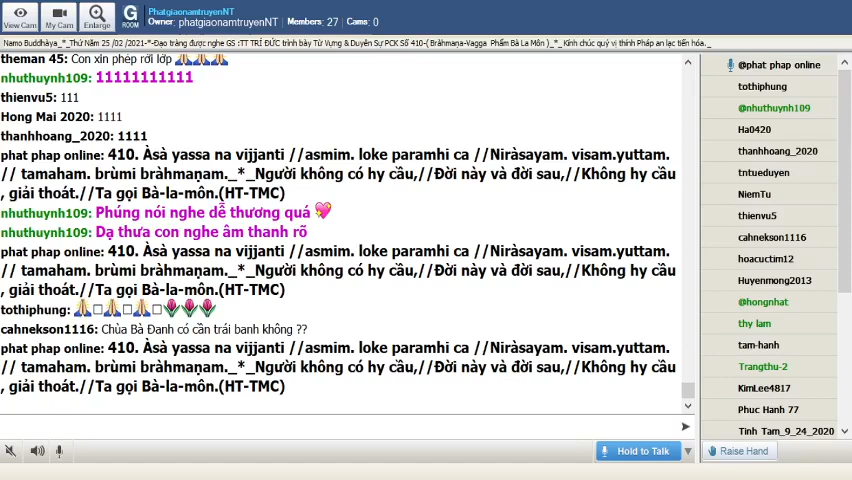 PhatgiaonamtruyenNT
Owner: phatgiaonamtruyenNT | Members: 27 | Cams: 0
View Cam My Cam Enlarge G ROOM
Namo Buddhàya_*_Thứ Năm 25 /02 /2021-*-Đạo tràng được nghe GS :TT TRÍ ĐỨC trình bày Từ Vựng & Duyên Sự PCK Số 410-( Bràhmaṇa-Vagga Phẩm Bà La Môn )_*_ Kính chúc quý vị thính Pháp an lạc tiến hóa._
theman 45: Con xin phép rời lớp 🙏🙏🙏
nhuthuynh109: 11111111111
thienvu5: 111
Hong Mai 2020: 1111
thanhhoang_2020: 1111
phat phap online: 410. Àsà yassa na vijjanti //asmim. loke paramhi ca //Niràsayam. visam.yuttam.
// tamaham. brùmi bràhmaṇam._*_Người không có hy cầu,//Đời này và đời sau,//Không hy cầu
, giải thoát.//Ta gọi Bà-la-môn.(HT-TMC)
nhuthuynh109: Phúng nói nghe dễ thương quá 💖
nhuthuynh109: Dạ thưa con nghe âm thanh rõ
phat phap online: 410. Àsà yassa na vijjanti //asmim. loke paramhi ca //Niràsayam. visam.yuttam.
// tamaham. brùmi bràhmaṇam._*_Người không có hy cầu,//Đời này và đời sau,//Không hy cầu
, giải thoát.//Ta gọi Bà-la-môn.(HT-TMC)
tothiphung: 🙏□🙏□🙏□🌷🌷🌷
cahnekson1116: Chùa Bà Đanh có cần trái banh không ??
phat phap online: 410. Àsà yassa na vijjanti //asmim. loke paramhi ca //Niràsayam. visam.yuttam.
// tamaham. brùmi bràhmaṇam._*_Người không có hy cầu,//Đời này và đời sau,//Không hy cầu
, giải thoát.//Ta gọi Bà-la-môn.(HT-TMC)
Hold to Talk
@phat phap online
tothiphung
@nhuthuynh109
Ha0420
thanhhoang_2020
tntueduyen
NiemTu
thienvu5
cahnekson1116
hoacuctim12
Huyenmong2013
@hongnhat
thy lam
tam-hanh
Trangthu-2
KimLee4817
Phuc Hanh 77
Tinh Tam_9_24_2020
Raise Hand